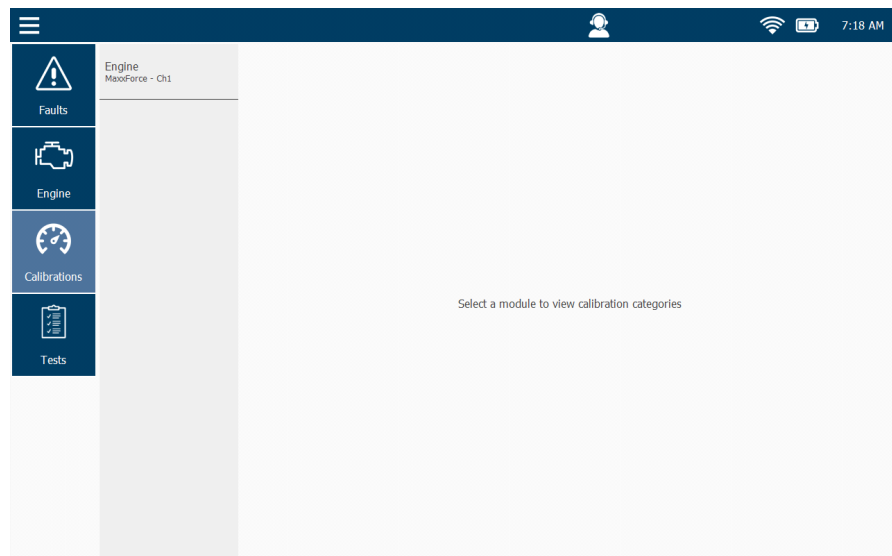 7:18 AM
Faults
Engine
Calibrations
Tests
Engine
MaxxForce - Ch1
Select a module to view calibration categories